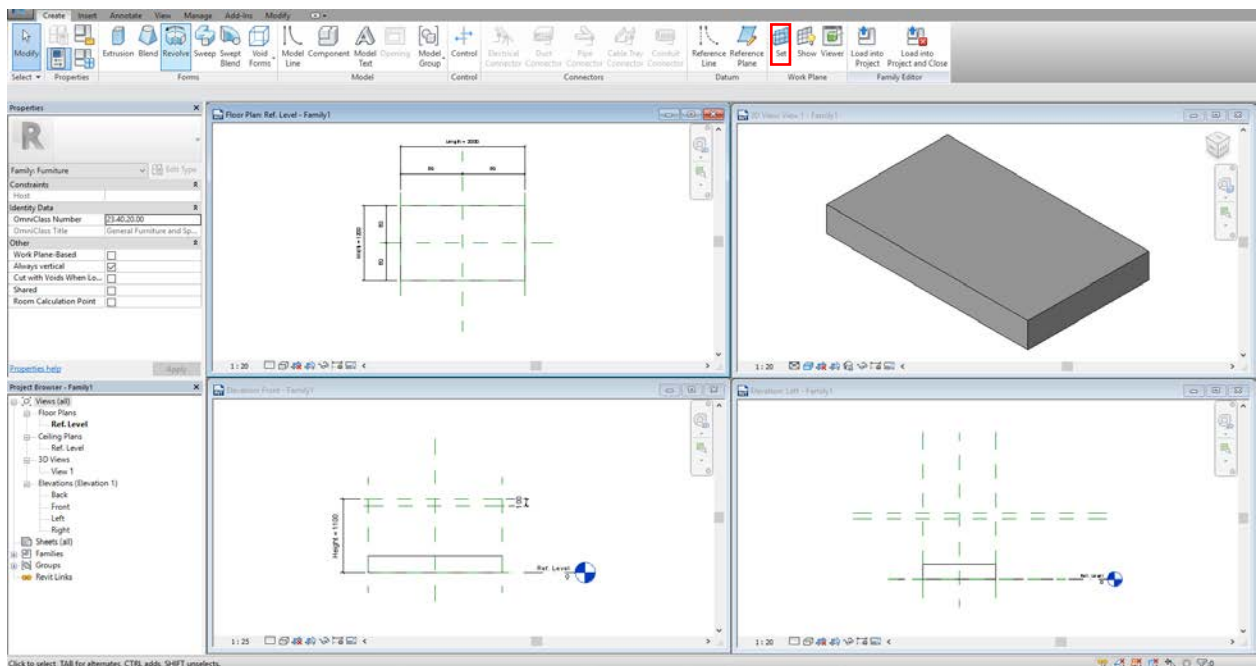 Create Insert Annotate View Manage Add-Ins Modify
Modify Extrusion Blend Revolve Sweep Swept Blend Void Forms Model Line Component Model Text Opening Model Group Control Electrical Connector Duct Connector Pipe Connector Cable Tray Connector Conduit Connector Reference Line Reference Plane Set Show Viewer Load into Project Load into Project and Close
Select Properties Forms Model Control Connectors Datum Work Plane Family Editor
Properties
Family: Furniture Edit Type
Constraints
Host
Identity Data
OmniClass Number 23.40.20.00
OmniClass Title General Furniture and Sp...
Other
Work Plane-Based
Always vertical
Cut with Voids When Lo...
Shared
Room Calculation Point
Properties help Apply
Project Browser - Family1
Views (all)
Floor Plans
Ref. Level
Ceiling Plans
Ref. Level
3D Views
View 1
Elevations (Elevation 1)
Back
Front
Left
Right
Sheets (all)
Families
Groups
Revit Links
Floor Plan: Ref. Level - Family1
EQ EQ
EQ
EQ
1 : 20
3D View: View 1 - Family1
1 : 20
Elevation: Front - Family1
100
Height = 1100
Ref. Level
0
1 : 25
Elevation: Left - Family1
Ref. Level
1 : 20
Click to select, TAB for alternates, CTRL adds, SHIFT unselects.